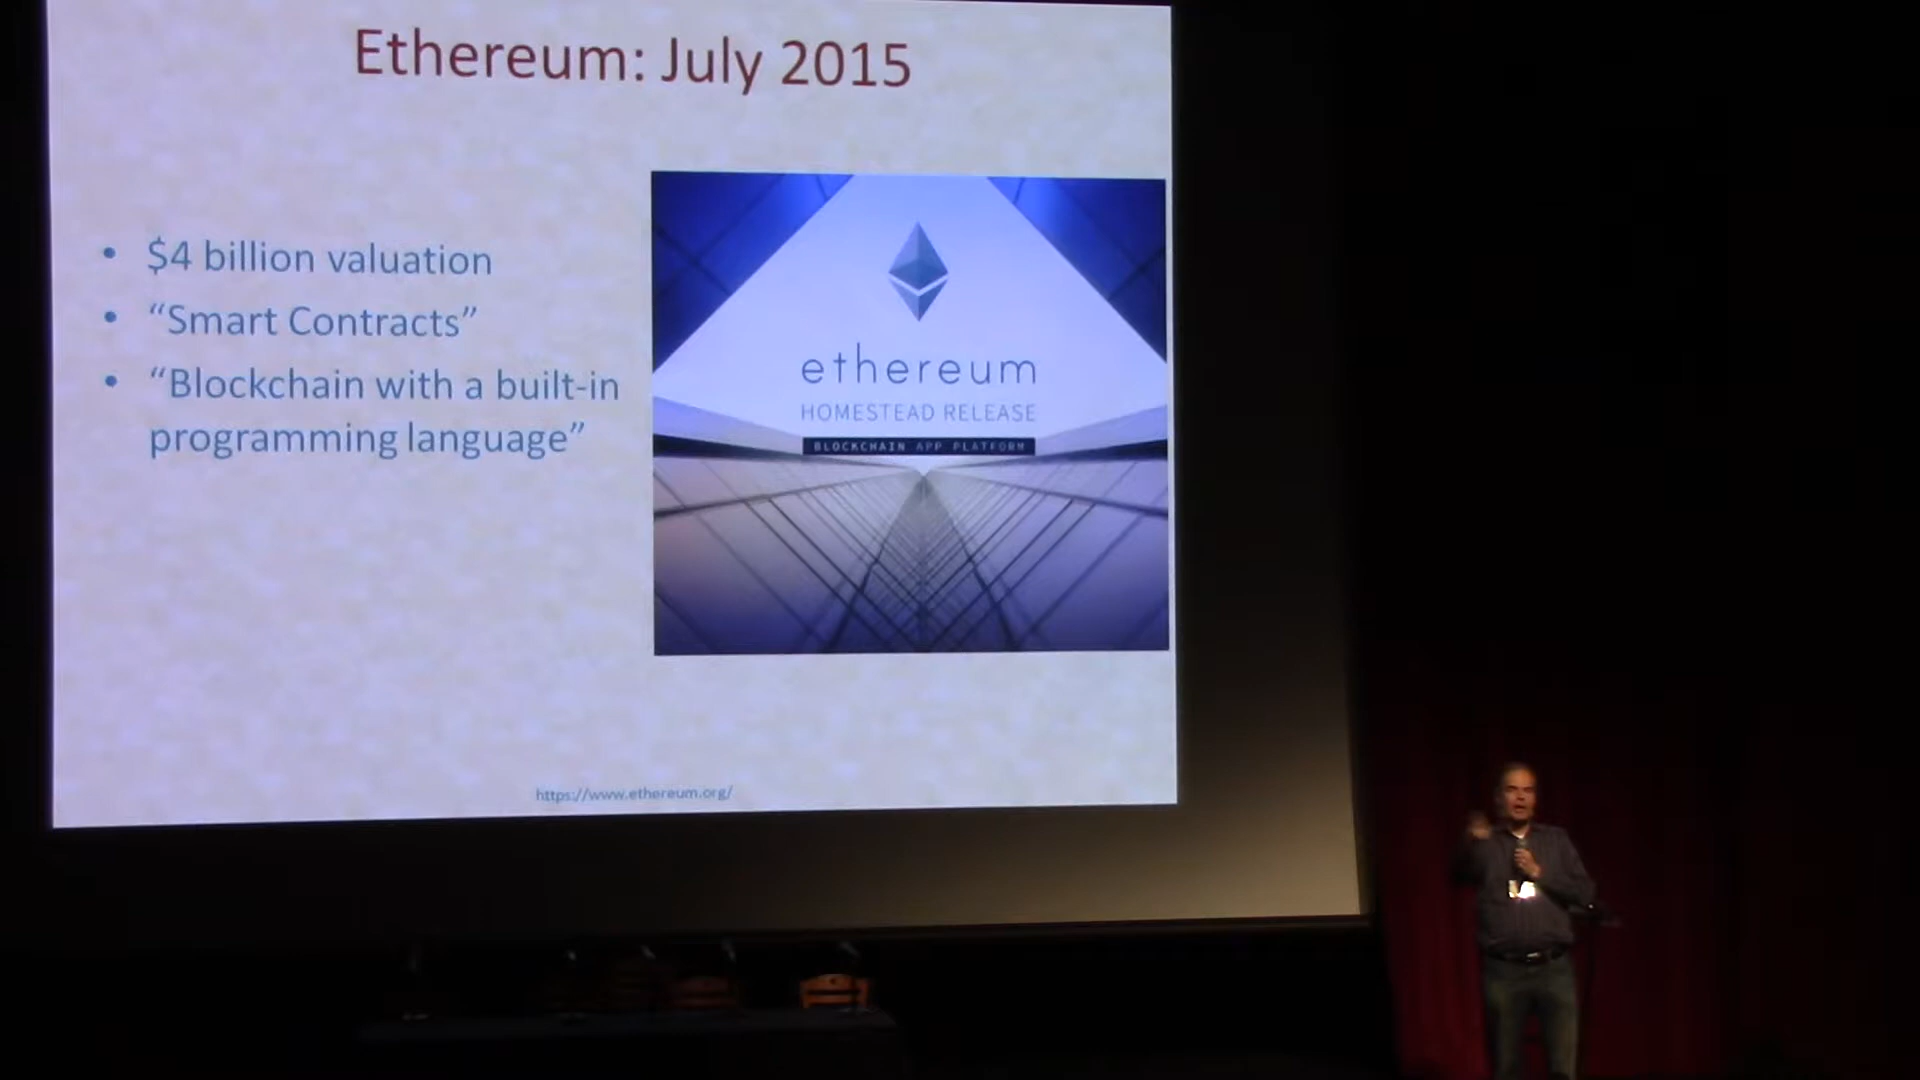 Ethereum: July 2015
• $4 billion valuation
• “Smart Contracts”
• “Blockchain with a built-in
programming language”
ethereum
HOMESTEAD RELEASE
BLOCKCHAIN APP PLATFORM
https://www.ethereum.org/